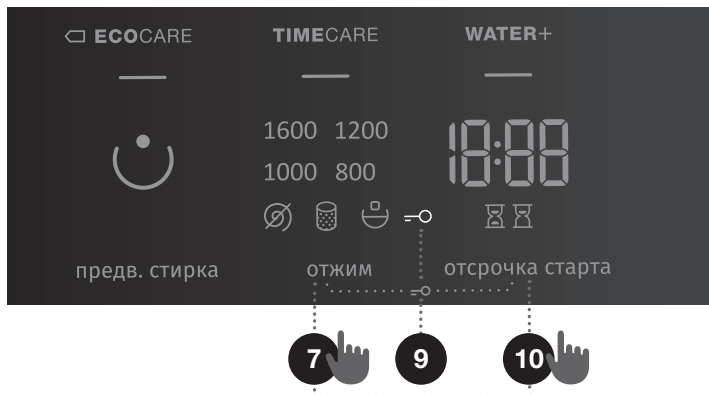 ECOCARE TIMECARE WATER+
1600 1200
18:88
1000 800
предв. стирка отжим отсрочка старта
7 9 10